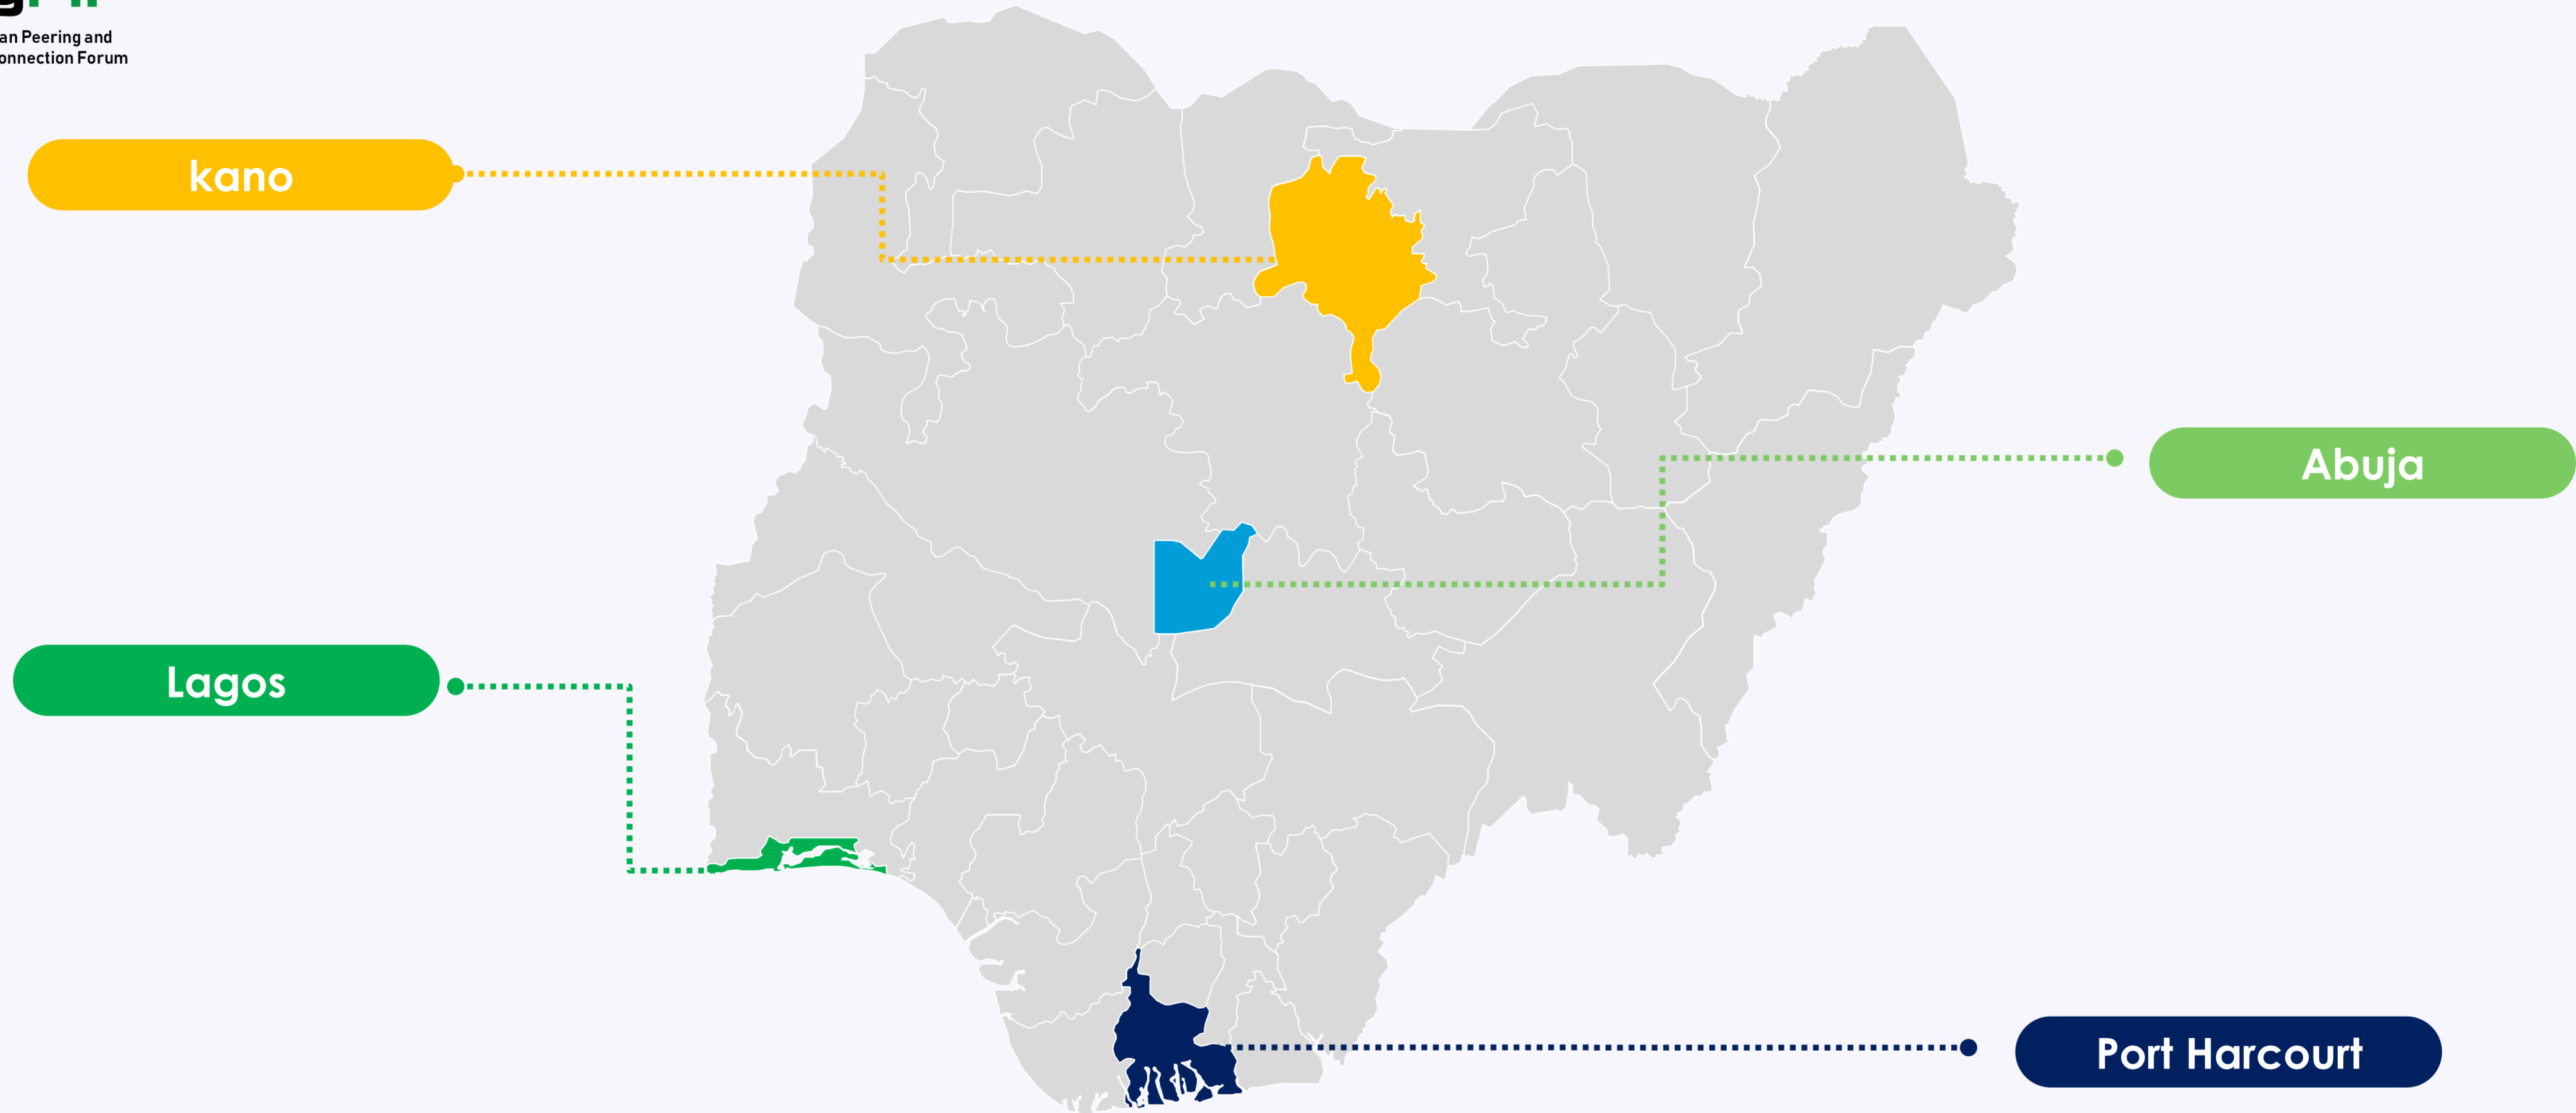 an Peering and
onnection Forum
kano
Abuja
Lagos
Port Harcourt